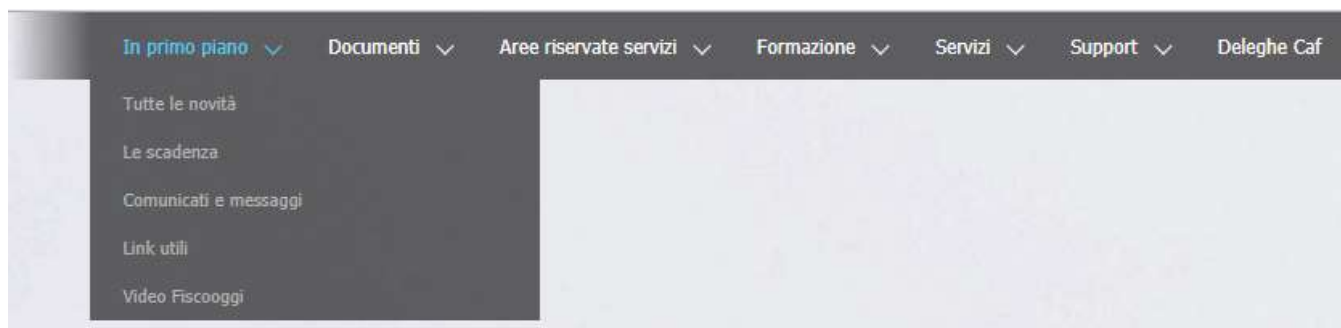 In primo piano Documenti Aree riservate servizi Formazione Servizi Support Deleghe Caf
Tutte le novità
Le scadenza
Comunicati e messaggi
Link utili
Video Fiscooggi